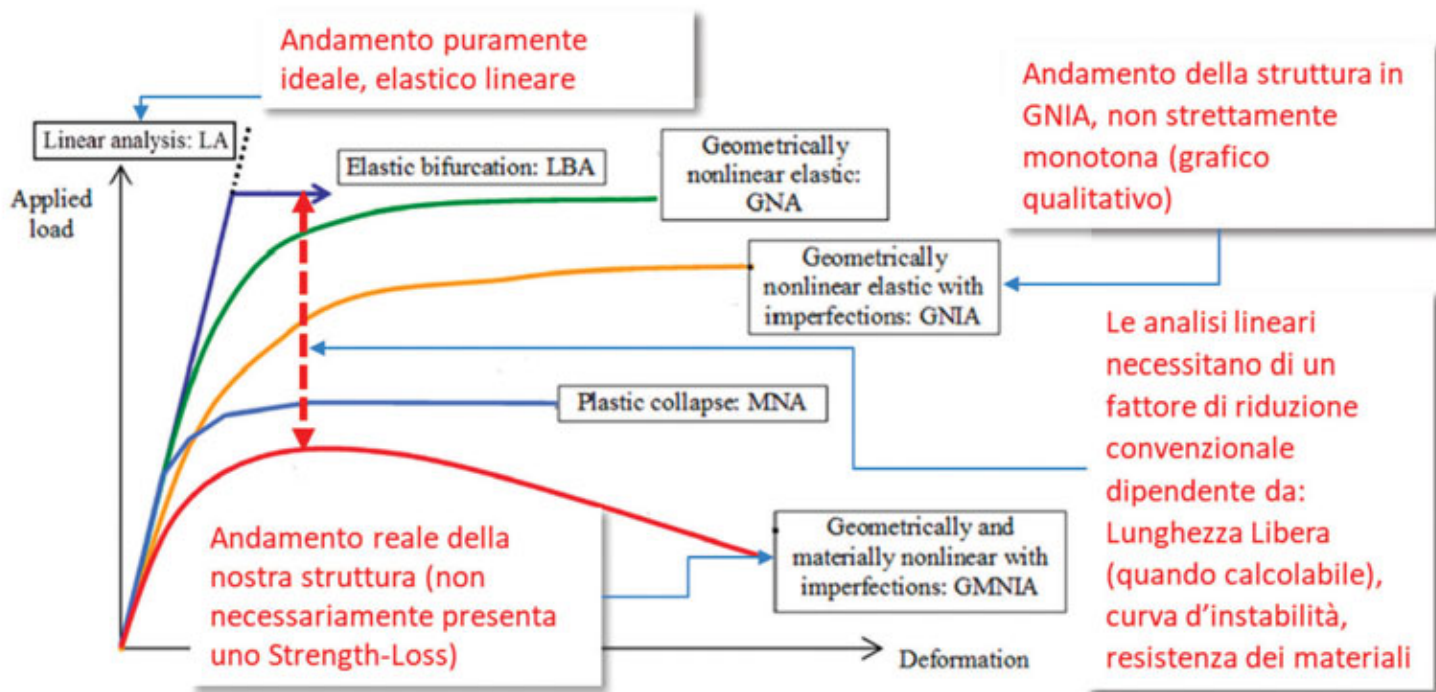 Andamento puramente
ideale, elastico lineare
Linear analysis: LA
Applied
load
Elastic bifurcation: LBA
Geometrically
nonlinear elastic:
GNA
Andamento della struttura in
GNIA, non strettamente
monotona (grafico
qualitativo)
Geometrically
nonlinear elastic with
imperfections: GNIA
Plastic collapse: MNA
Le analisi lineari
necessitano di un
fattore di riduzione
convenzionale
dipendente da:
Lunghezza Libera
(quando calcolabile),
curva d'instabilità,
resistenza dei materiali
Andamento reale della
nostra struttura (non
necessariamente presenta
uno Strength-Loss)
Geometrically and
materially nonlinear with
imperfections: GMNIA
Deformation